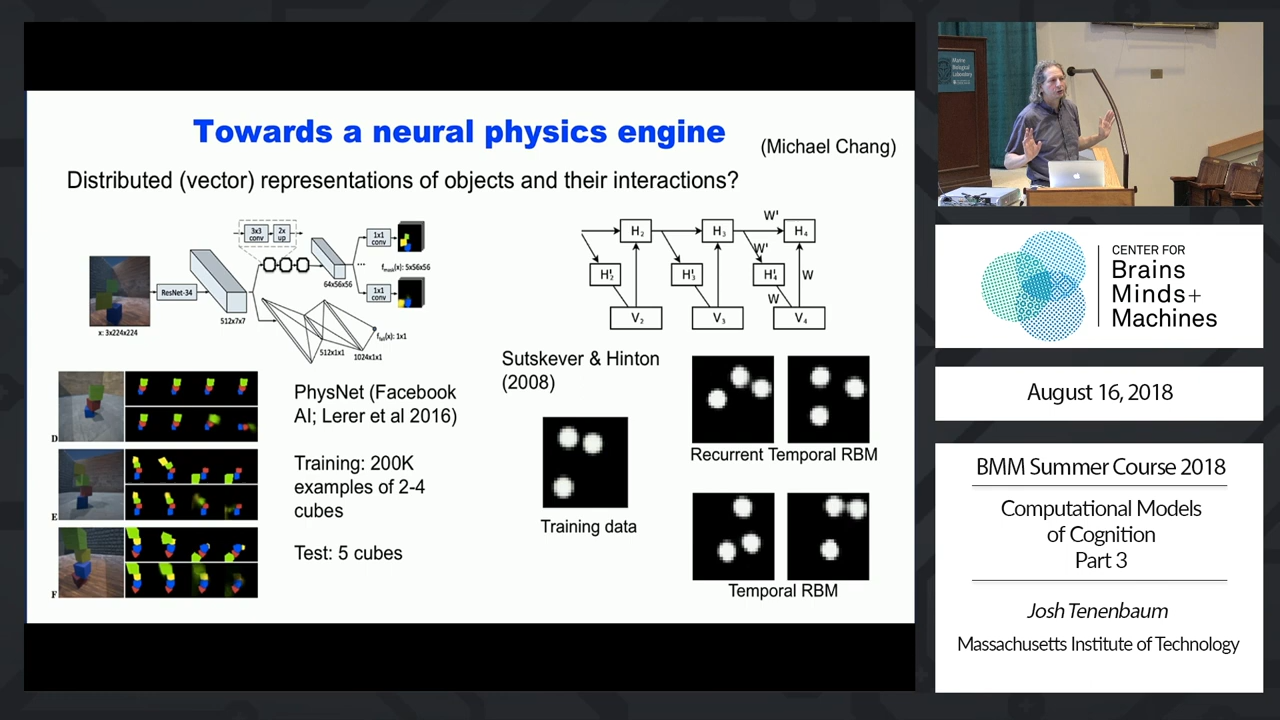 Towards a neural physics engine
(Michael Chang)
Distributed (vector) representations of objects and their interactions?
3x3 conv
2x up
1x1 conv
ResNet-34
x: 3x224x224
512x7x7
64x56x56
1x1 conv
512x1x1
1024x1x1
W'
H2
H3
H4
W'
H'3
H'4
W
W
V2
V3
V4
D
E
F
PhysNet (Facebook
AI; Lerer et al 2016)
Training: 200K
examples of 2-4
cubes
Test: 5 cubes
Sutskever & Hinton
(2008)
Training data
Recurrent Temporal RBM
Temporal RBM
Marine
Biological
Laboratory
CENTER FOR
Brains
Minds+
Machines
August 16, 2018
BMM Summer Course 2018
Computational Models
of Cognition
Part 3
Josh Tenenbaum
Massachusetts Institute of Technology